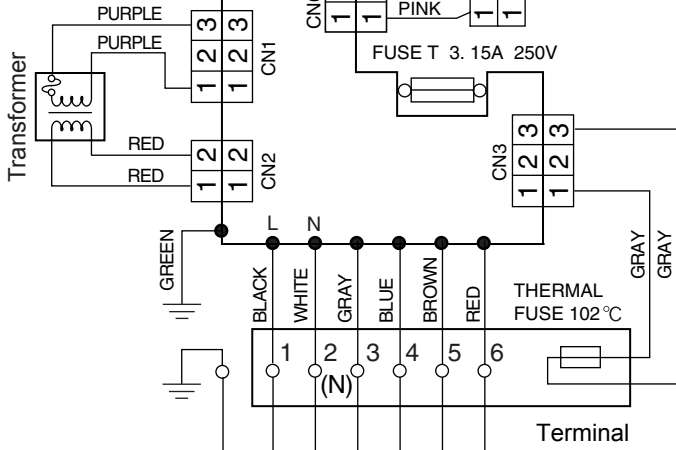 PURPLE
PURPLE
3 3
2 2
1 1
CN1
1 1
PINK
1 1
FUSE T 3. 15A 250V
Transformer
RED
RED
2 2
1 1
CN2
CN3
3 3
2 2
1 1
GREEN
L N
BLACK
WHITE
GRAY
BLUE
BROWN
RED
GRAY
GRAY
THERMAL
FUSE 102℃
1 2 3 4 5 6
(N)
Terminal